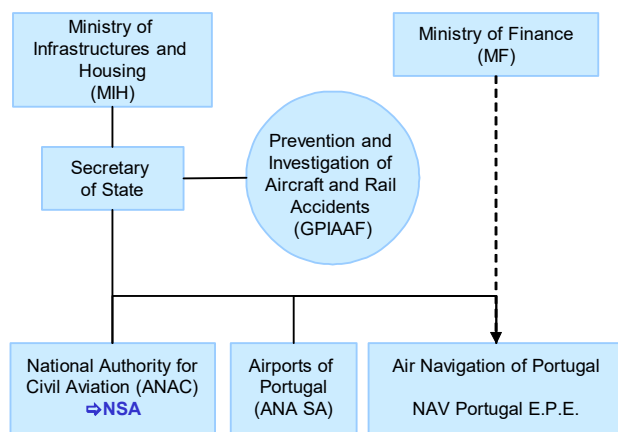 Ministry of
Infrastructures and
Housing
(MIH)
Ministry of Finance
(MF)
Secretary
of State
Prevention and
Investigation of
Aircraft and Rail
Accidents
(GPIAAF)
National Authority for
Civil Aviation (ANAC)
⇨NSA
Airports of
Portugal
(ANA SA)
Air Navigation of Portugal
NAV Portugal E.P.E.